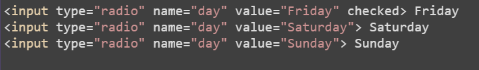 <input type="radio" name="day" value="Friday" checked> Friday
<input type="radio" name="day" value="Saturday"> Saturday
<input type="radio" name="day" value="Sunday"> Sunday